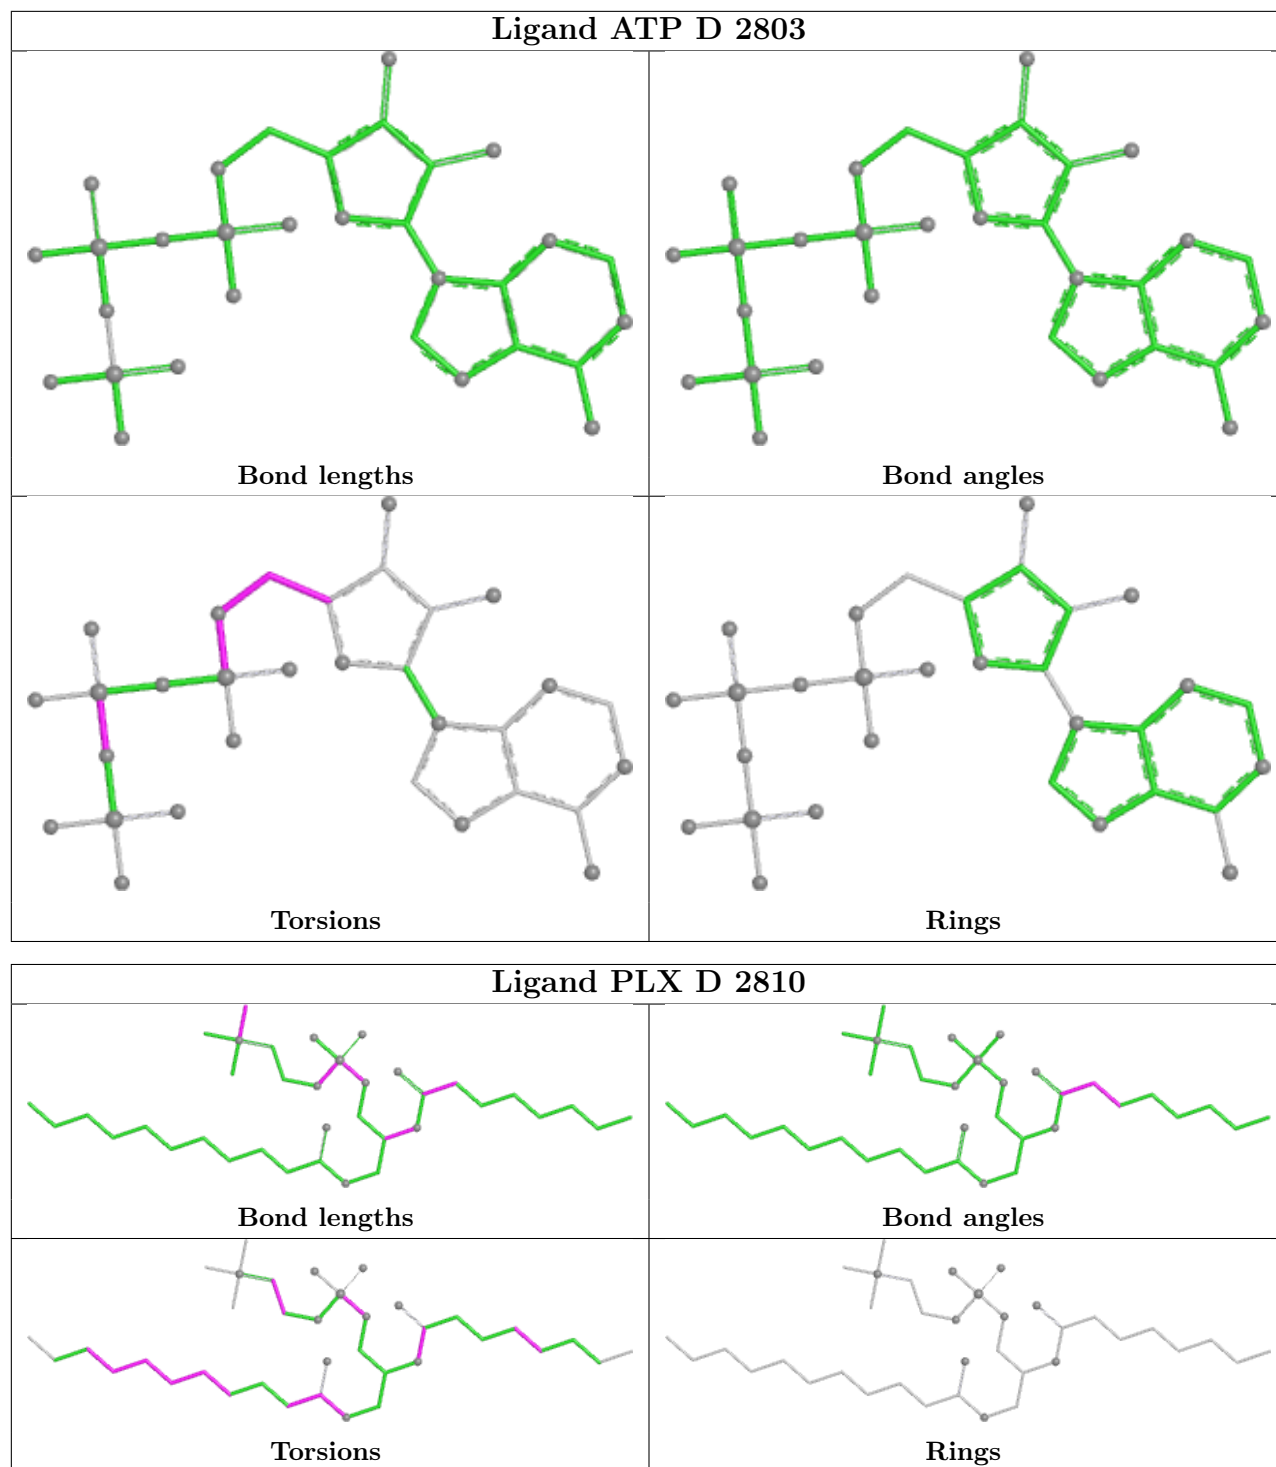 Ligand ATP D 2803
Bond lengths
Bond angles
Torsions
Rings
Ligand PLX D 2810
Bond lengths
Bond angles
Torsions
Rings